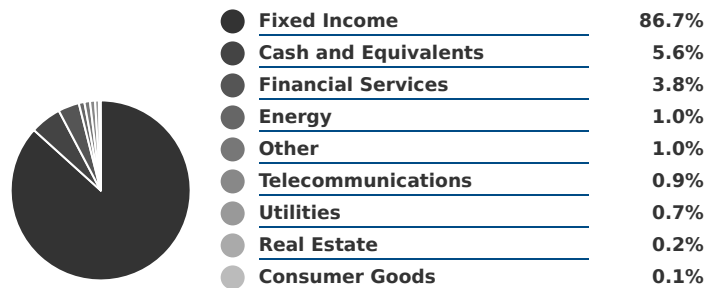 Fixed Income 86.7%
Cash and Equivalents 5.6%
Financial Services 3.8%
Energy 1.0%
Other 1.0%
Telecommunications 0.9%
Utilities 0.7%
Real Estate 0.2%
Consumer Goods 0.1%